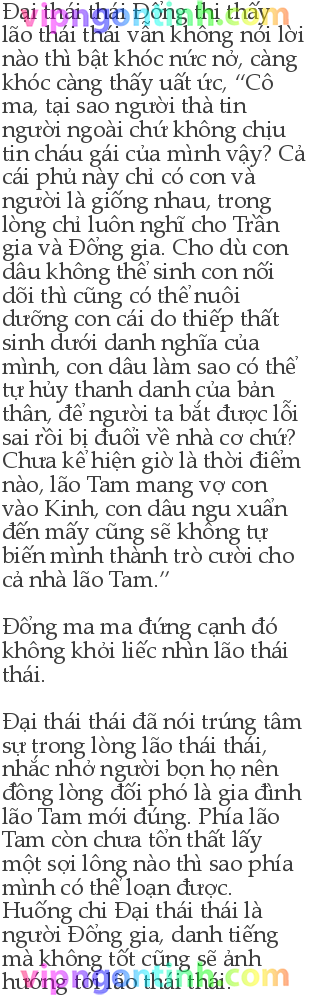 Đại thái thái Đổng thị thấy
lão thái thái vẫn không nói lời
nào thì bật khóc nức nở, càng
khóc càng thấy uất ức, “Cô
ma, tại sao người thà tin
người ngoài chứ không chịu
tin cháu gái của mình vậy? Cả
cái phủ này chỉ có con và
người là giống nhau, trong
lòng chỉ luôn nghĩ cho Trần
gia và Đổng gia. Cho dù con
dâu không thể sinh con nối
dõi thì cũng có thể nuôi
dưỡng con cái do thiếp thất
sinh dưới danh nghĩa của
mình, con dâu làm sao có thể
tự hủy thanh danh của bản
thân, để người ta bắt được lỗi
sai rồi bị đuổi về nhà cơ chứ?
Chưa kể hiện giờ là thời điểm
nào, lão Tam mang vợ con
vào Kinh, con dâu ngu xuẩn
đến mấy cũng sẽ không tự
biến mình thành trò cười cho
cả nhà lão Tam.”

Đổng ma ma đứng cạnh đó
không khỏi liếc nhìn lão thái
thái.

Đại thái thái đã nói trúng tâm
sự trong lòng lão thái thái,
nhắc nhở người bọn họ nên
đồng lòng đối phó là gia đình
lão Tam mới đúng. Phía lão
Tam còn chưa tổn thất lấy
một sợi lông nào thì sao phía
mình có thể loạn được.
Huống chi Đại thái thái là
người Đổng gia, danh tiếng
mà không tốt cũng sẽ ảnh
hưởng tới lão thái thái.
vipngontinh.com
vipngontinh.com